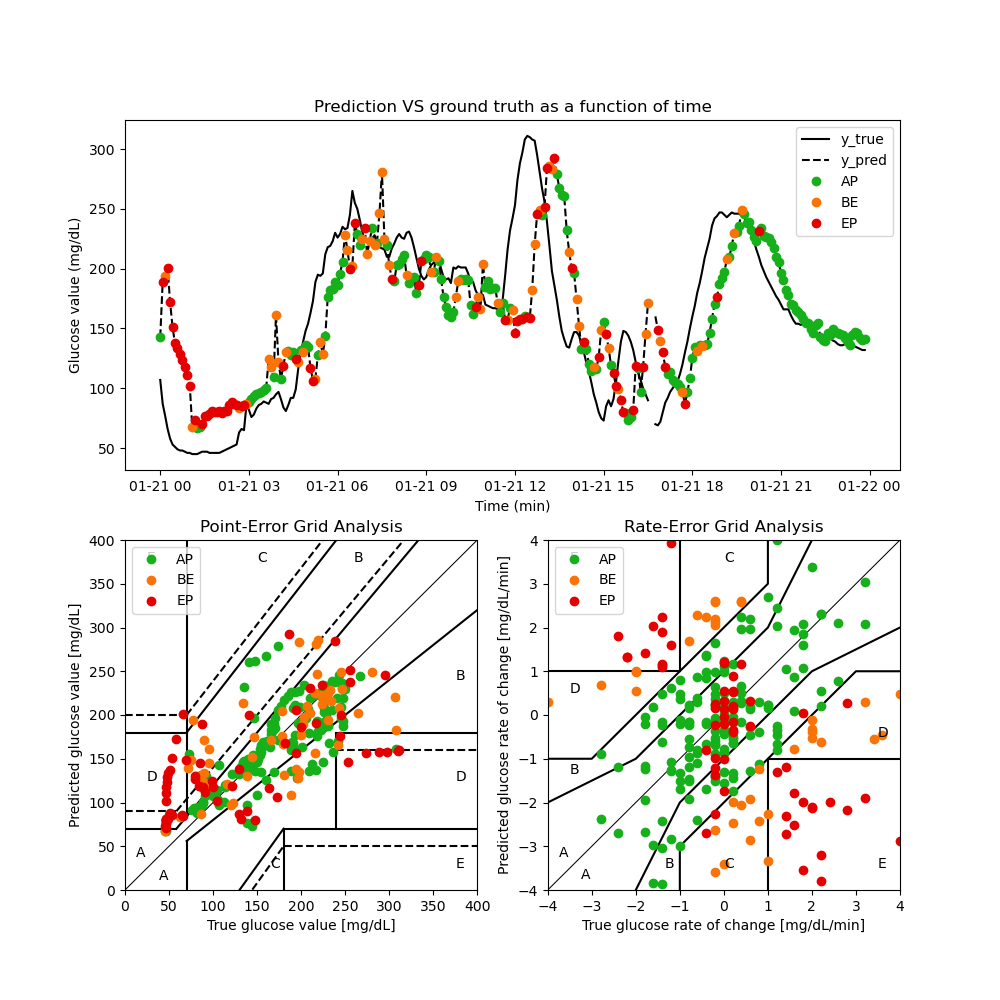 Prediction VS ground truth as a function of time
Glucose value (mg/dL)
300
250
200
150
100
50
y_true
y_pred
AP
BE
EP
01-21 00 01-21 03 01-21 06 01-21 09 01-21 12 01-21 15 01-21 18 01-21 21 01-22 00
Time (min)
Point-Error Grid Analysis
Predicted glucose value [mg/dL]
400
350
300
250
200
150
100
50
0
AP
BE
EP
C
B
B
D
D
A
A
C
E
0 50 100 150 200 250 300 350 400
True glucose value [mg/dL]
Rate-Error Grid Analysis
Predicted glucose rate of change [mg/dL/min]
4
3
2
1
0
−1
−2
−3
−4
AP
BE
EP
C
D
D
B
A
A
B
C
E
−4 −3 −2 −1 0 1 2 3 4
True glucose rate of change [mg/dL/min]